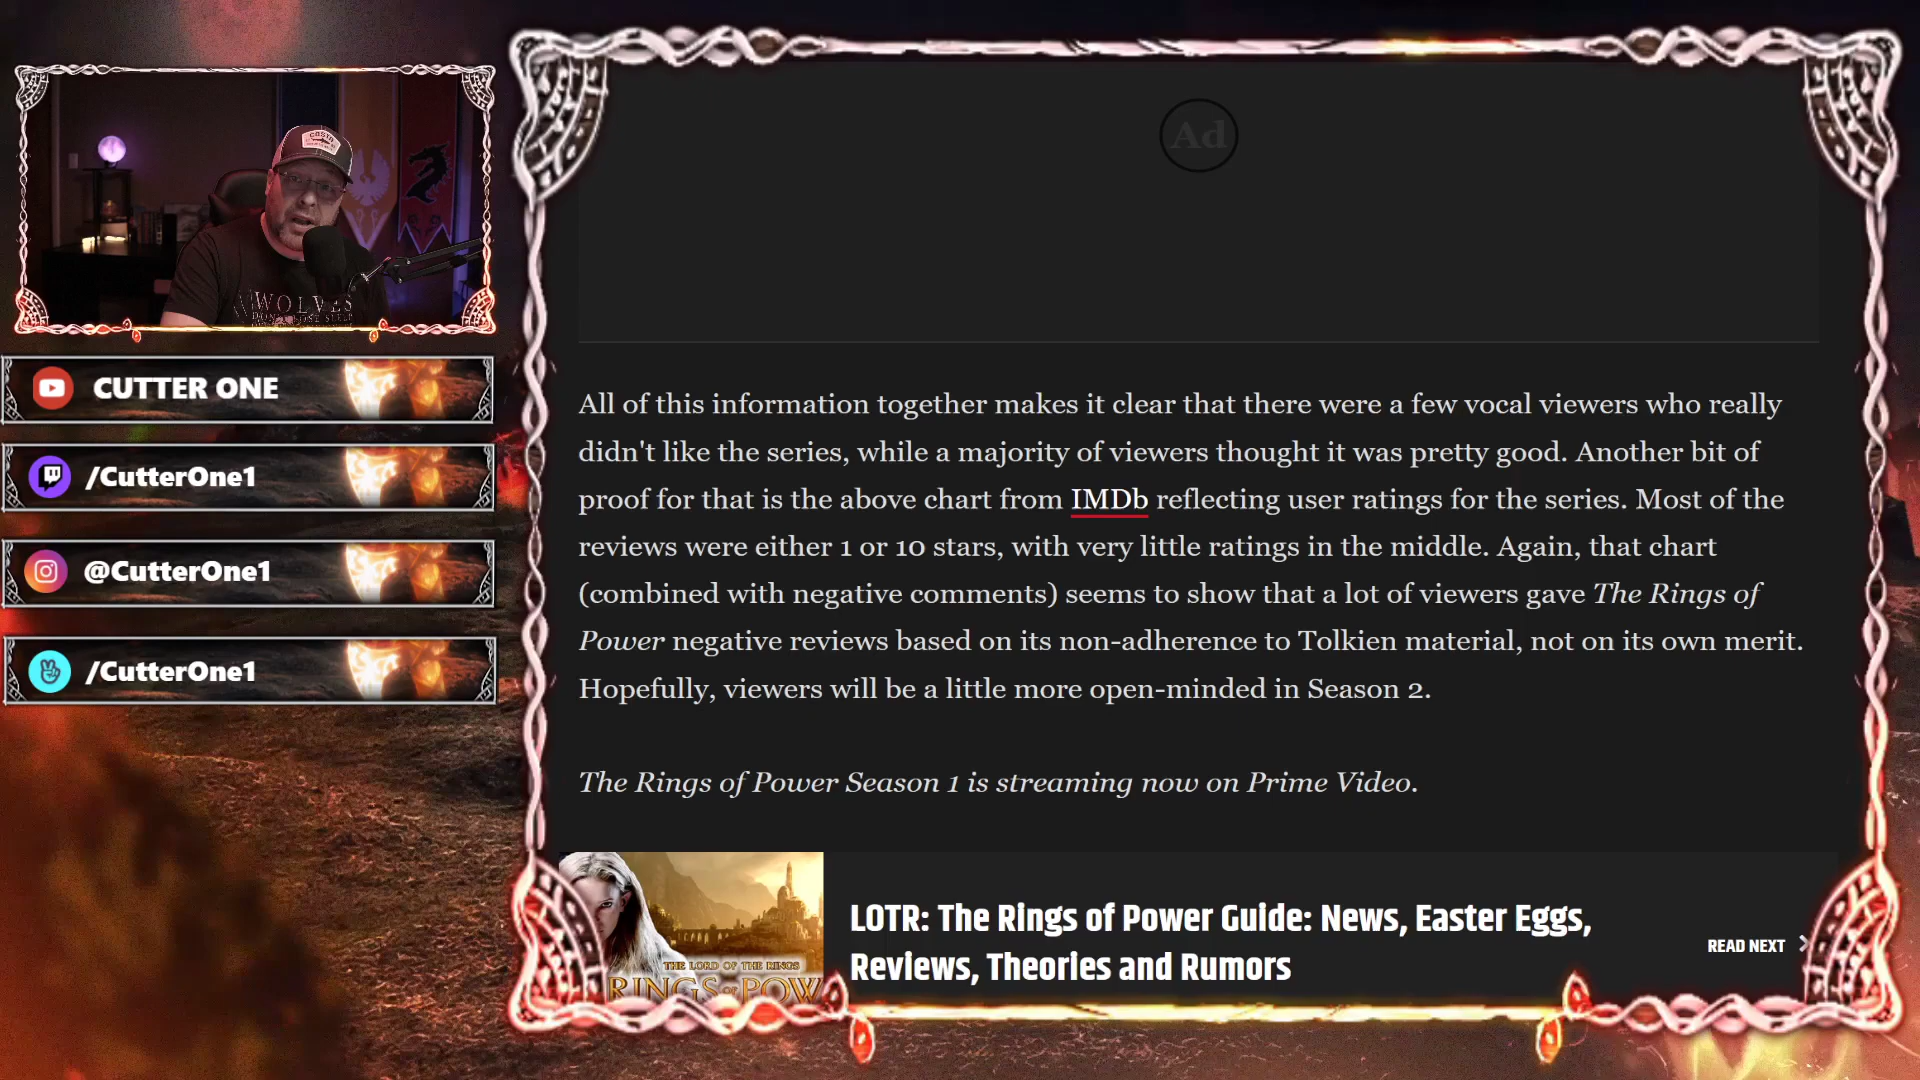 WOLVES
CUTTER ONE
/CutterOne1
@CutterOne1
/CutterOne1
Ad
All of this information together makes it clear that there were a few vocal viewers who really
didn't like the series, while a majority of viewers thought it was pretty good. Another bit of
proof for that is the above chart from IMDb reflecting user ratings for the series. Most of the
reviews were either 1 or 10 stars, with very little ratings in the middle. Again, that chart
(combined with negative comments) seems to show that a lot of viewers gave The Rings of
Power negative reviews based on its non-adherence to Tolkien material, not on its own merit.
Hopefully, viewers will be a little more open-minded in Season 2.
The Rings of Power Season 1 is streaming now on Prime Video.
THE LORD OF THE RINGS
RINGS OF POW
LOTR: The Rings of Power Guide: News, Easter Eggs,
Reviews, Theories and Rumors
READ NEXT